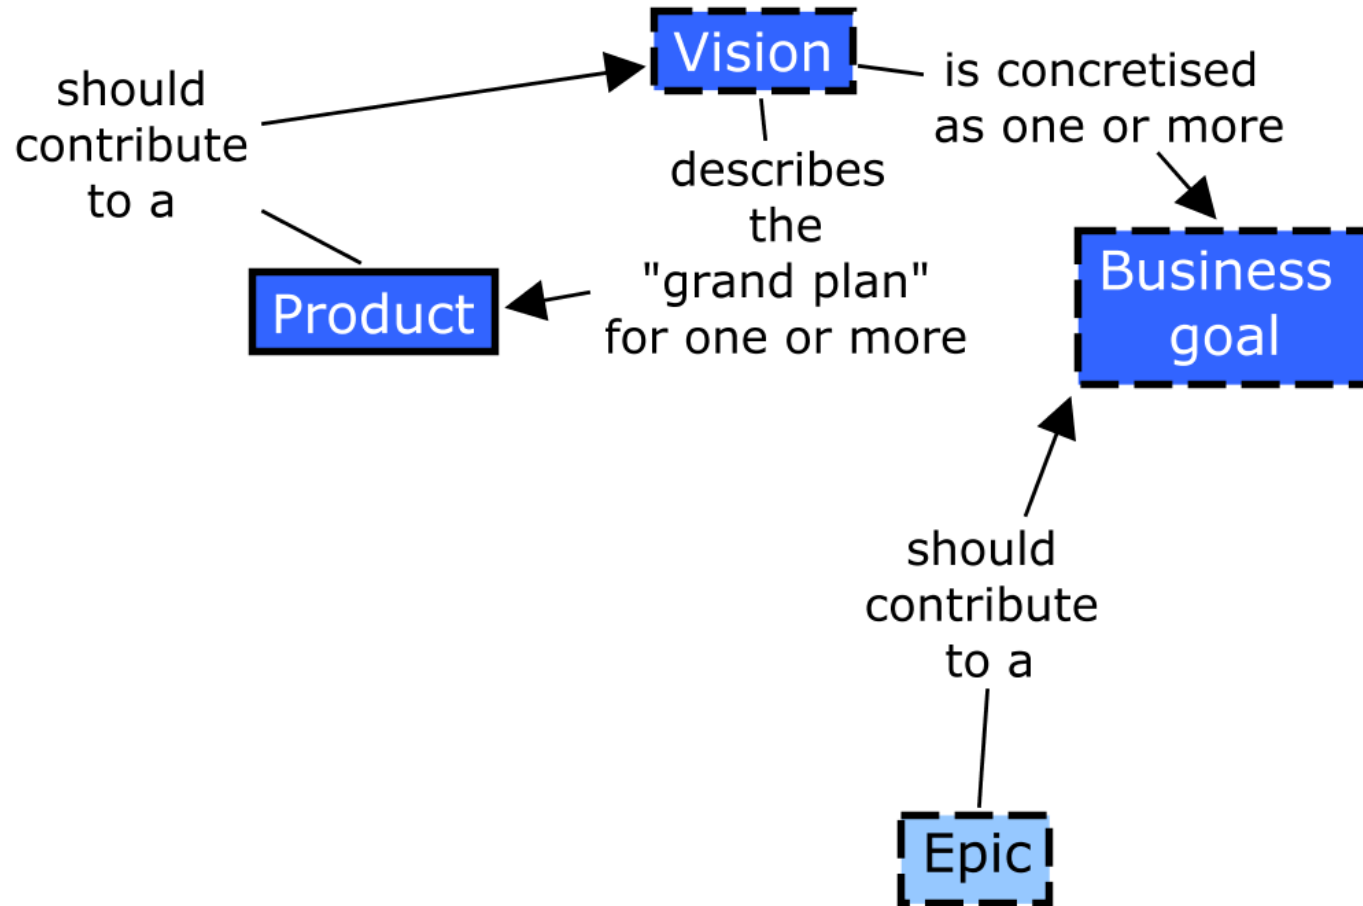 Vision
is concretised
as one or more
should
contribute
to a
describes
the
"grand plan"
for one or more
Product
Business
goal
should
contribute
to a
Epic